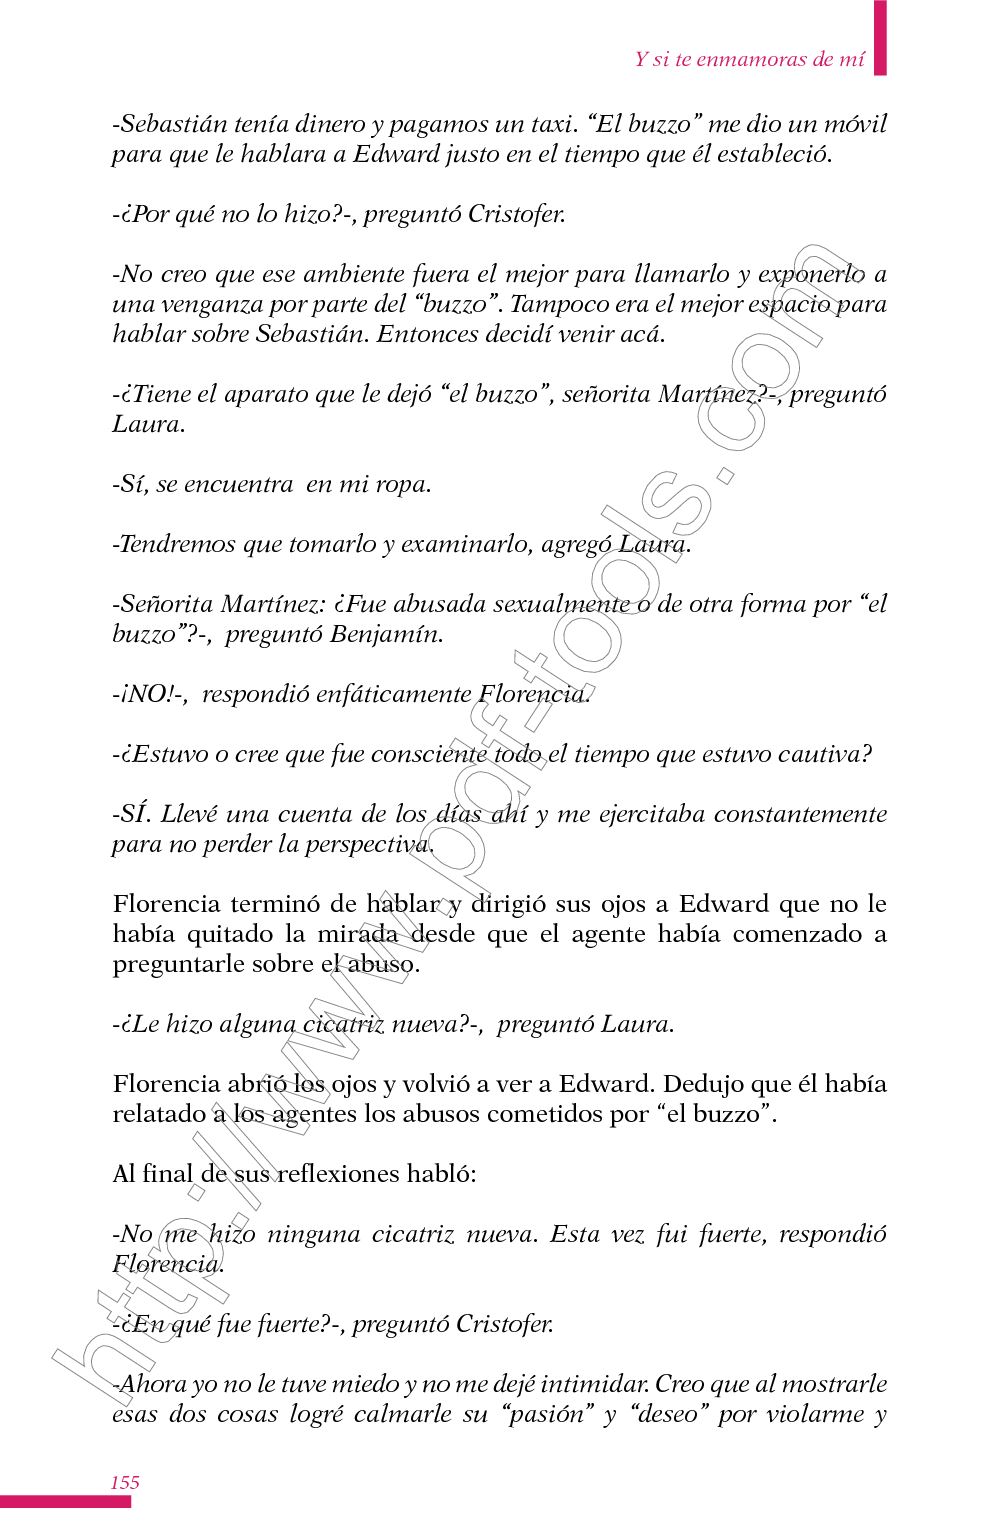 Y si te enmamoras de mí
-Sebastián tenía dinero y pagamos un taxi. “El buzzo” me dio un móvil
para que le hablara a Edward justo en el tiempo que él estableció.
-¿Por qué no lo hizo?-, preguntó Cristofer.
-No creo que ese ambiente fuera el mejor para llamarlo y exponerlo a
una venganza por parte del “buzzo”. Tampoco era el mejor espacio para
hablar sobre Sebastián. Entonces decidí venir acá.
-¿Tiene el aparato que le dejó “el buzzo”, señorita Martínez?-, preguntó
Laura.
-Sí, se encuentra  en mi ropa.
-Tendremos que tomarlo y examinarlo, agregó Laura.
-Señorita Martínez: ¿Fue abusada sexualmente o de otra forma por “el
buzzo”?-,  preguntó Benjamín.
-¡NO!-,  respondió enfáticamente Florencia.
-¿Estuvo o cree que fue consciente todo el tiempo que estuvo cautiva?
-SÍ. Llevé una cuenta de los días ahí y me ejercitaba constantemente
para no perder la perspectiva.
Florencia terminó de hablar y dirigió sus ojos a Edward que no le
había quitado la mirada desde que el agente había comenzado a
preguntarle sobre el abuso.
-¿Le hizo alguna cicatriz nueva?-,  preguntó Laura.
Florencia abrió los ojos y volvió a ver a Edward. Dedujo que él había
relatado a los agentes los abusos cometidos por “el buzzo”.
Al final de sus reflexiones habló:
-No me hizo ninguna cicatriz nueva. Esta vez fui fuerte, respondió
Florencia.
-¿En qué fue fuerte?-, preguntó Cristofer.
-Ahora yo no le tuve miedo y no me dejé intimidar. Creo que al mostrarle
esas dos cosas logré calmarle su “pasión” y “deseo” por violarme y
155
http://www.pdf-tools.com